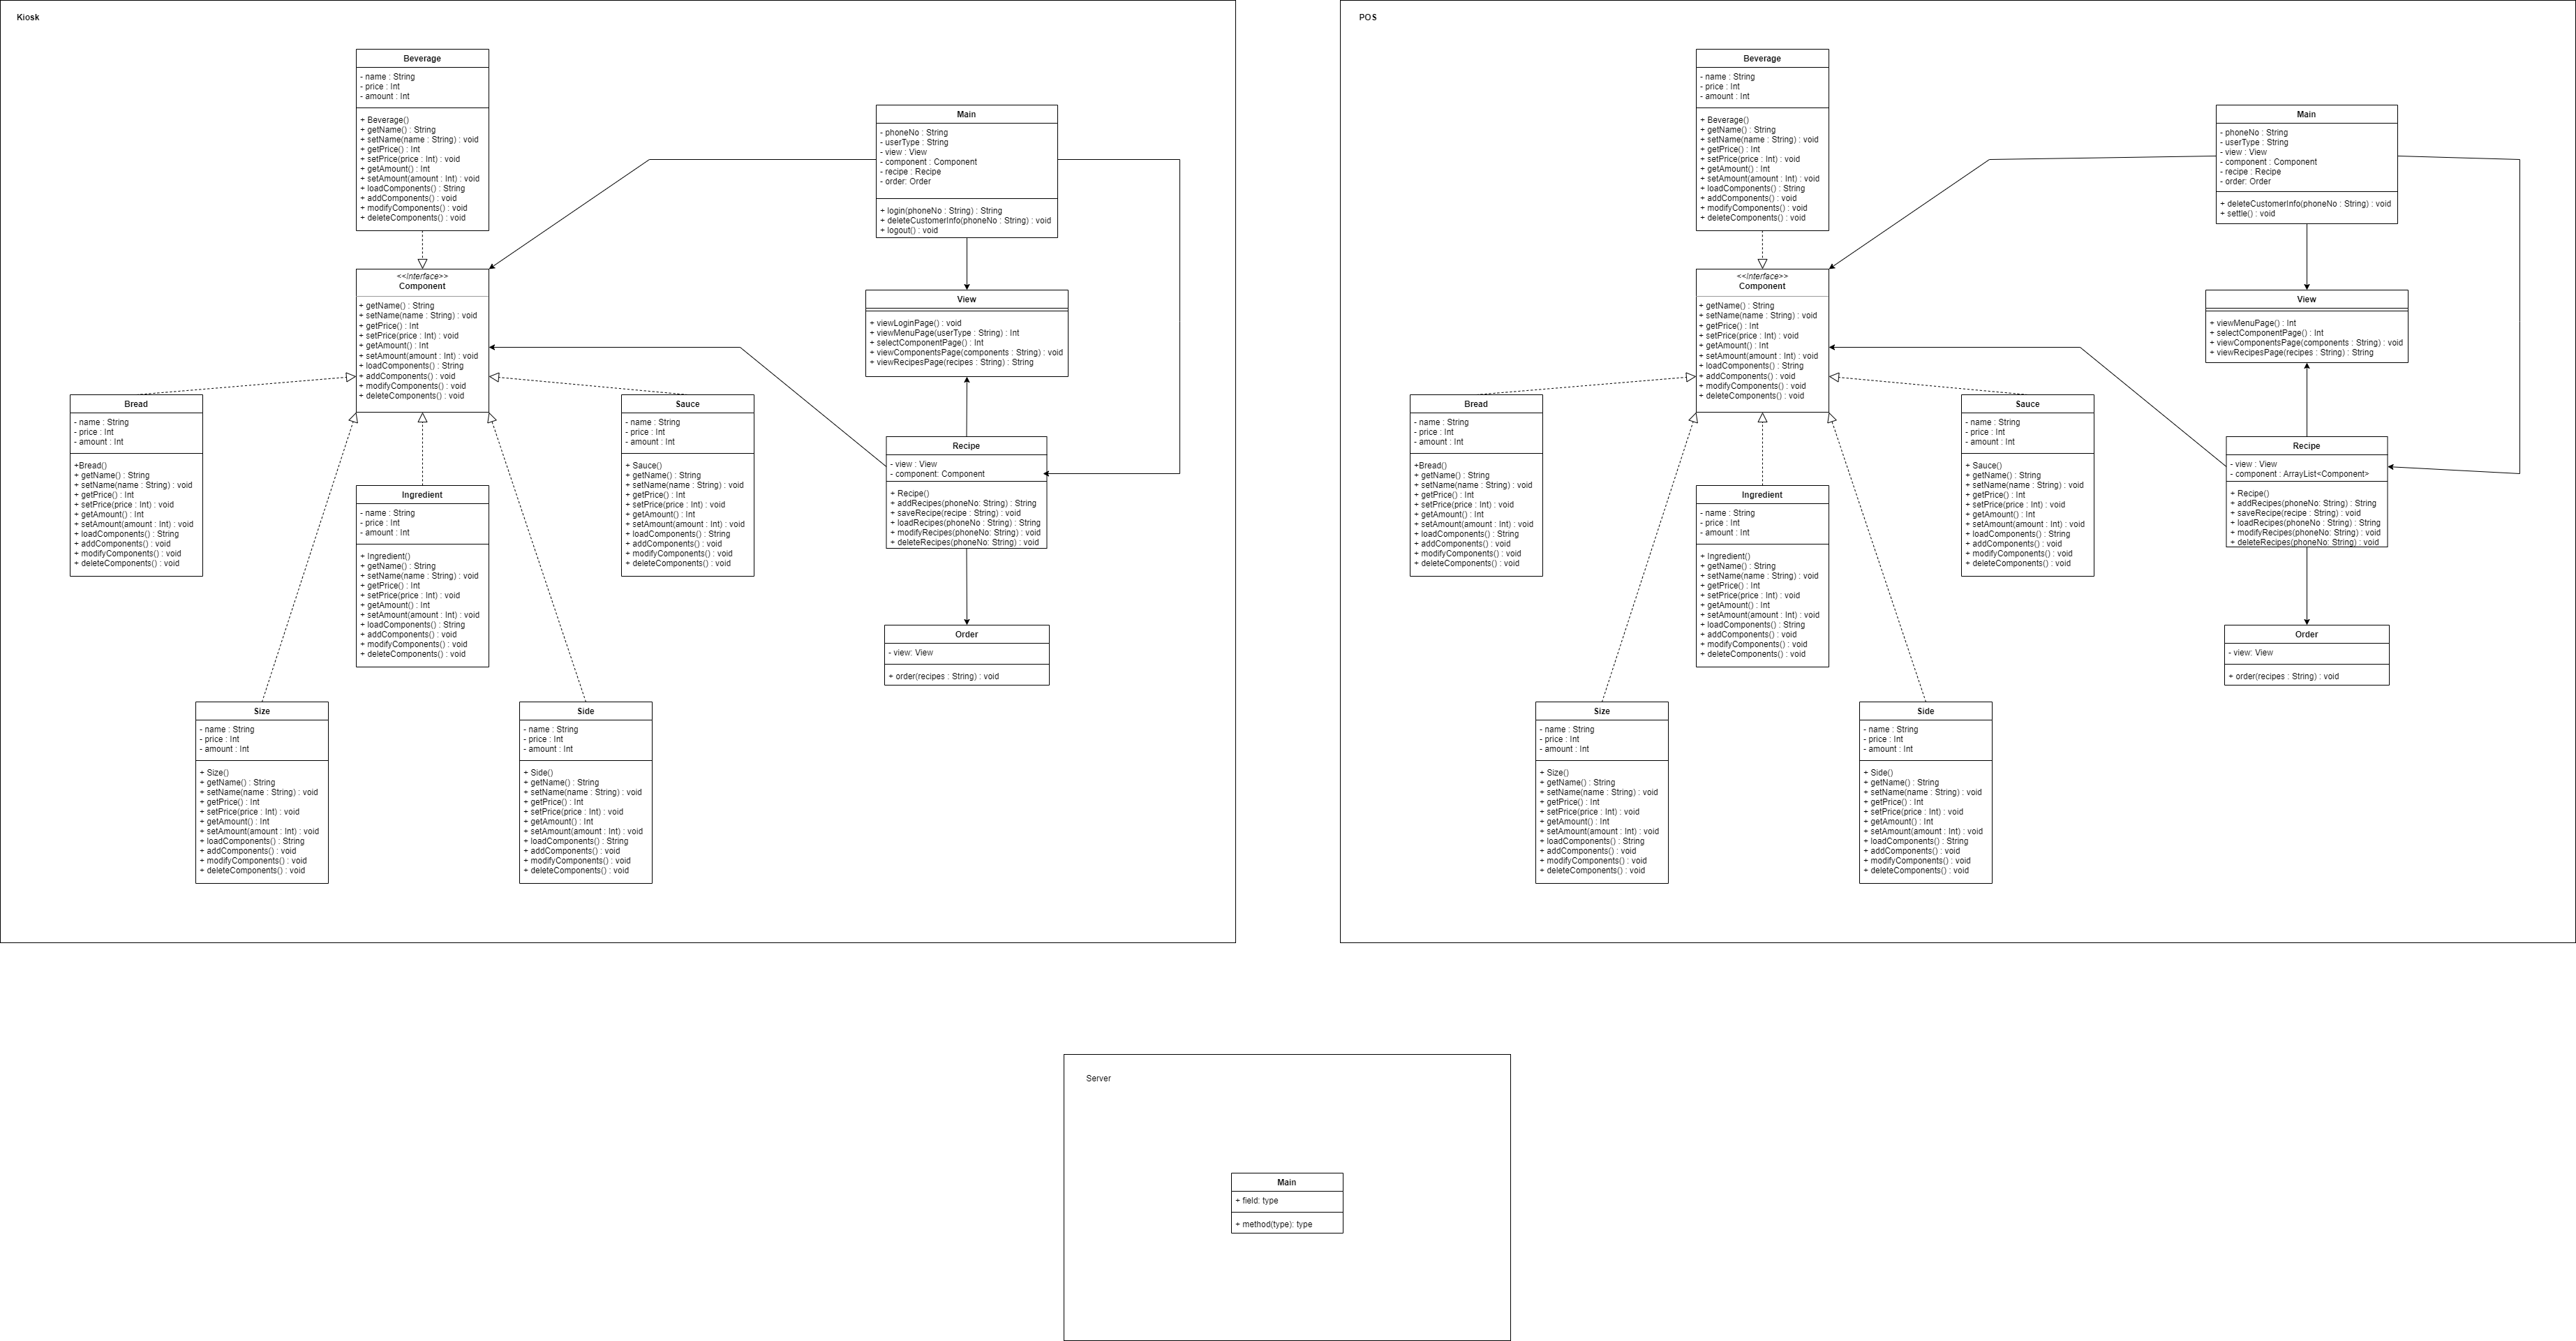 Kiosk
Beverage
- name : String
- price : Int
- amount : Int
+ Beverage()
+ getName() : String
+ setName(name : String) : void
+ getPrice() : Int
+ setPrice(price : Int) : void
+ getAmount() : Int
+ setAmount(amount : Int) : void
+ loadComponents() : String
+ addComponents() : void
+ modifyComponents() : void
+ deleteComponents() : void
Main
- phoneNo : String
- userType : String
- view : View
- component : Component
- recipe : Recipe
- order: Order
+ login(phoneNo : String) : String
+ deleteCustomerInfo(phoneNo : String) : void
+ logout() : void
<<Interface>>
Component
+ getName() : String
+ setName(name : String) : void
+ getPrice() : Int
+ setPrice(price : Int) : void
+ getAmount() : Int
+ setAmount(amount : Int) : void
+ loadComponents() : String
+ addComponents() : void
+ modifyComponents() : void
+ deleteComponents() : void
View
+ viewLoginPage() : void
+ viewMenuPage(userType : String) : Int
+ selectComponentPage() : Int
+ viewComponentsPage(components : String) : void
+ viewRecipesPage(recipes : String) : String
Bread
- name : String
- price : Int
- amount : Int
+Bread()
+ getName() : String
+ setName(name : String) : void
+ getPrice() : Int
+ setPrice(price : Int) : void
+ getAmount() : Int
+ setAmount(amount : Int) : void
+ loadComponents() : String
+ addComponents() : void
+ modifyComponents() : void
+ deleteComponents() : void
Sauce
- name : String
- price : Int
- amount : Int
+ Sauce()
+ getName() : String
+ setName(name : String) : void
+ getPrice() : Int
+ setPrice(price : Int) : void
+ getAmount() : Int
+ setAmount(amount : Int) : void
+ loadComponents() : String
+ addComponents() : void
+ modifyComponents() : void
+ deleteComponents() : void
Recipe
- view : View
- component: Component
+ Recipe()
+ addRecipes(phoneNo: String) : String
+ saveRecipe(recipe : String) : void
+ loadRecipes(phoneNo : String) : String
+ modifyRecipes(phoneNo: String) : void
+ deleteRecipes(phoneNo: String) : void
Ingredient
- name : String
- price : Int
- amount : Int
+ Ingredient()
+ getName() : String
+ setName(name : String) : void
+ getPrice() : Int
+ setPrice(price : Int) : void
+ getAmount() : Int
+ setAmount(amount : Int) : void
+ loadComponents() : String
+ addComponents() : void
+ modifyComponents() : void
+ deleteComponents() : void
Order
- view: View
+ order(recipes : String) : void
Size
- name : String
- price : Int
- amount : Int
+ Size()
+ getName() : String
+ setName(name : String) : void
+ getPrice() : Int
+ setPrice(price : Int) : void
+ getAmount() : Int
+ setAmount(amount : Int) : void
+ loadComponents() : String
+ addComponents() : void
+ modifyComponents() : void
+ deleteComponents() : void
Side
- name : String
- price : Int
- amount : Int
+ Side()
+ getName() : String
+ setName(name : String) : void
+ getPrice() : Int
+ setPrice(price : Int) : void
+ getAmount() : Int
+ setAmount(amount : Int) : void
+ loadComponents() : String
+ addComponents() : void
+ modifyComponents() : void
+ deleteComponents() : void
POS
Beverage
- name : String
- price : Int
- amount : Int
+ Beverage()
+ getName() : String
+ setName(name : String) : void
+ getPrice() : Int
+ setPrice(price : Int) : void
+ getAmount() : Int
+ setAmount(amount : Int) : void
+ loadComponents() : String
+ addComponents() : void
+ modifyComponents() : void
+ deleteComponents() : void
Main
- phoneNo : String
- userType : String
- view : View
- component : Component
- recipe : Recipe
- order: Order
+ deleteCustomerInfo(phoneNo : String) : void
+ settle() : void
<<Interface>>
Component
+ getName() : String
+ setName(name : String) : void
+ getPrice() : Int
+ setPrice(price : Int) : void
+ getAmount() : Int
+ setAmount(amount : Int) : void
+ loadComponents() : String
+ addComponents() : void
+ modifyComponents() : void
+ deleteComponents() : void
View
+ viewMenuPage() : Int
+ selectComponentPage() : Int
+ viewComponentsPage(components : String) : void
+ viewRecipesPage(recipes : String) : String
Bread
- name : String
- price : Int
- amount : Int
+Bread()
+ getName() : String
+ setName(name : String) : void
+ getPrice() : Int
+ setPrice(price : Int) : void
+ getAmount() : Int
+ setAmount(amount : Int) : void
+ loadComponents() : String
+ addComponents() : void
+ modifyComponents() : void
+ deleteComponents() : void
Sauce
- name : String
- price : Int
- amount : Int
+ Sauce()
+ getName() : String
+ setName(name : String) : void
+ getPrice() : Int
+ setPrice(price : Int) : void
+ getAmount() : Int
+ setAmount(amount : Int) : void
+ loadComponents() : String
+ addComponents() : void
+ modifyComponents() : void
+ deleteComponents() : void
Recipe
- view : View
- component : ArrayList<Component>
+ Recipe()
+ addRecipes(phoneNo: String) : String
+ saveRecipe(recipe : String) : void
+ loadRecipes(phoneNo : String) : String
+ modifyRecipes(phoneNo: String) : void
+ deleteRecipes(phoneNo: String) : void
Ingredient
- name : String
- price : Int
- amount : Int
+ Ingredient()
+ getName() : String
+ setName(name : String) : void
+ getPrice() : Int
+ setPrice(price : Int) : void
+ getAmount() : Int
+ setAmount(amount : Int) : void
+ loadComponents() : String
+ addComponents() : void
+ modifyComponents() : void
+ deleteComponents() : void
Order
- view: View
+ order(recipes : String) : void
Size
- name : String
- price : Int
- amount : Int
+ Size()
+ getName() : String
+ setName(name : String) : void
+ getPrice() : Int
+ setPrice(price : Int) : void
+ getAmount() : Int
+ setAmount(amount : Int) : void
+ loadComponents() : String
+ addComponents() : void
+ modifyComponents() : void
+ deleteComponents() : void
Side
- name : String
- price : Int
- amount : Int
+ Side()
+ getName() : String
+ setName(name : String) : void
+ getPrice() : Int
+ setPrice(price : Int) : void
+ getAmount() : Int
+ setAmount(amount : Int) : void
+ loadComponents() : String
+ addComponents() : void
+ modifyComponents() : void
+ deleteComponents() : void
Server
Main
+ field: type
+ method(type): type